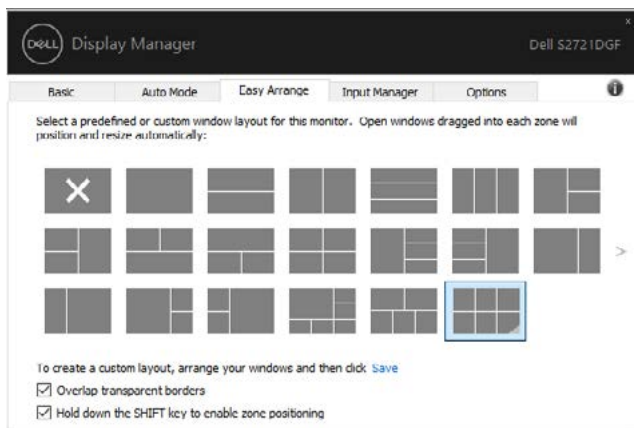 x
DELL Display Manager Dell S2721DGF
Basic Auto Mode Easy Arrange Input Manager Options i
Select a predefined or custom window layout for this monitor. Open windows dragged into each zone will
position and resize automatically:
>
To create a custom layout, arrange your windows and then click Save
Overlap transparent borders
Hold down the SHIFT key to enable zone positioning